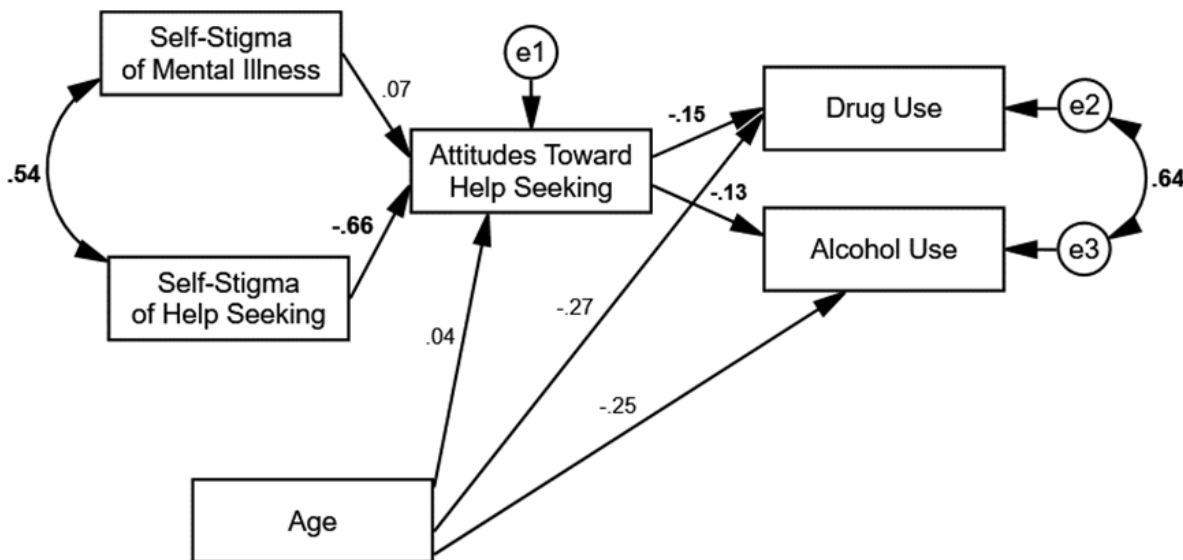 Self-Stigma
of Mental Illness
.07
e1
.54
Attitudes Toward
Help Seeking
-.15
Drug Use
e2
-.13
.64
-.66
Alcohol Use
e3
Self-Stigma
of Help Seeking
.04
-.27
-.25
Age